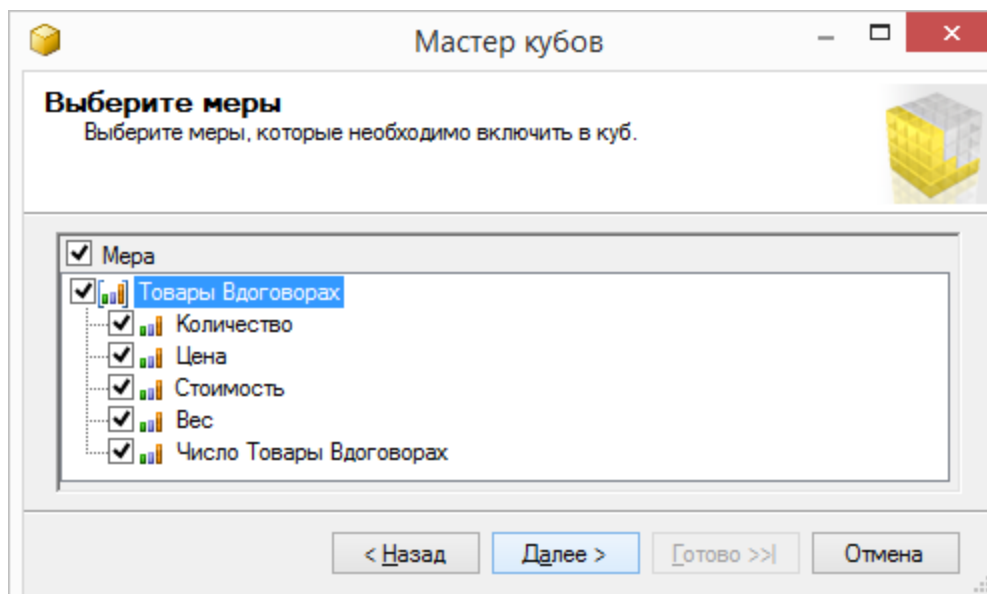 Мастер кубов
Выберите меры
Выберите меры, которые необходимо включить в куб.
Мера
Товары Вдоговорах
Количество
Цена
Стоимость
Вес
Число Товары Вдоговорах
< Назад Далее > Готово >>| Отмена